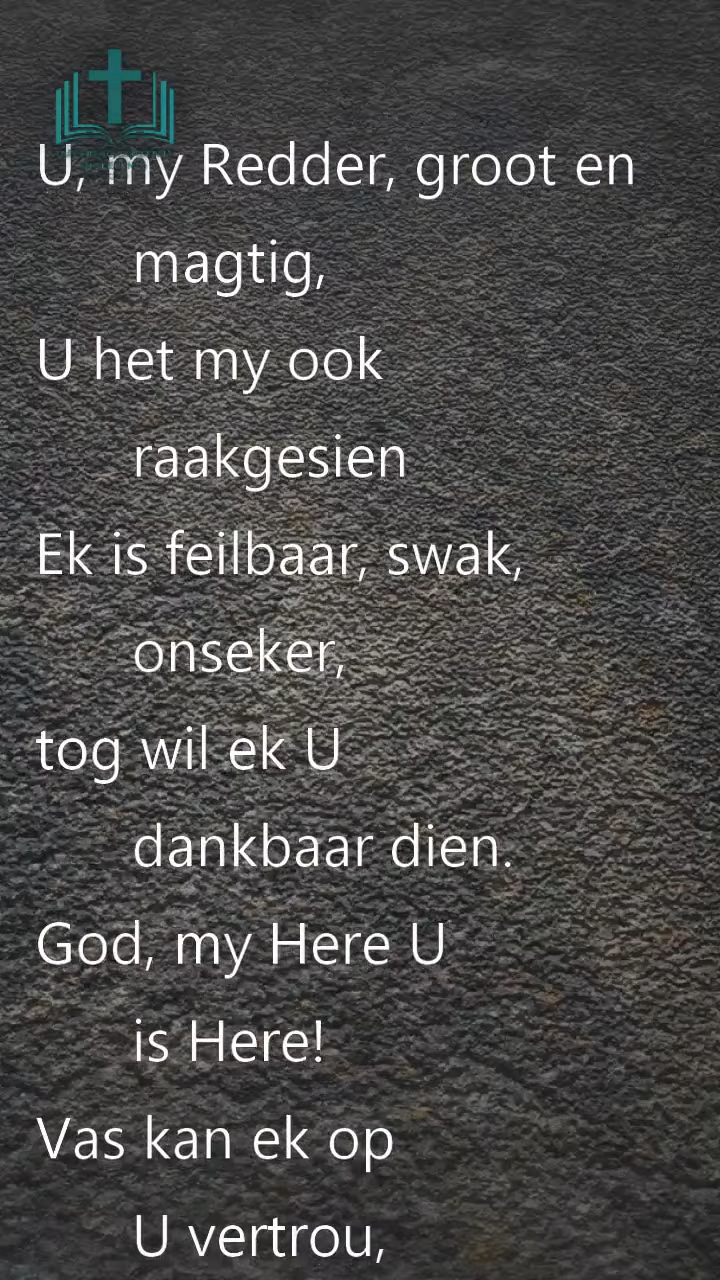 U, my Redder, groot en
magtig,
U het my ook
raakgesien
Ek is feilbaar, swak,
onseker,
tog wil ek U
dankbaar dien.
God, my Here U
is Here!
Vas kan ek op
U vertrou,